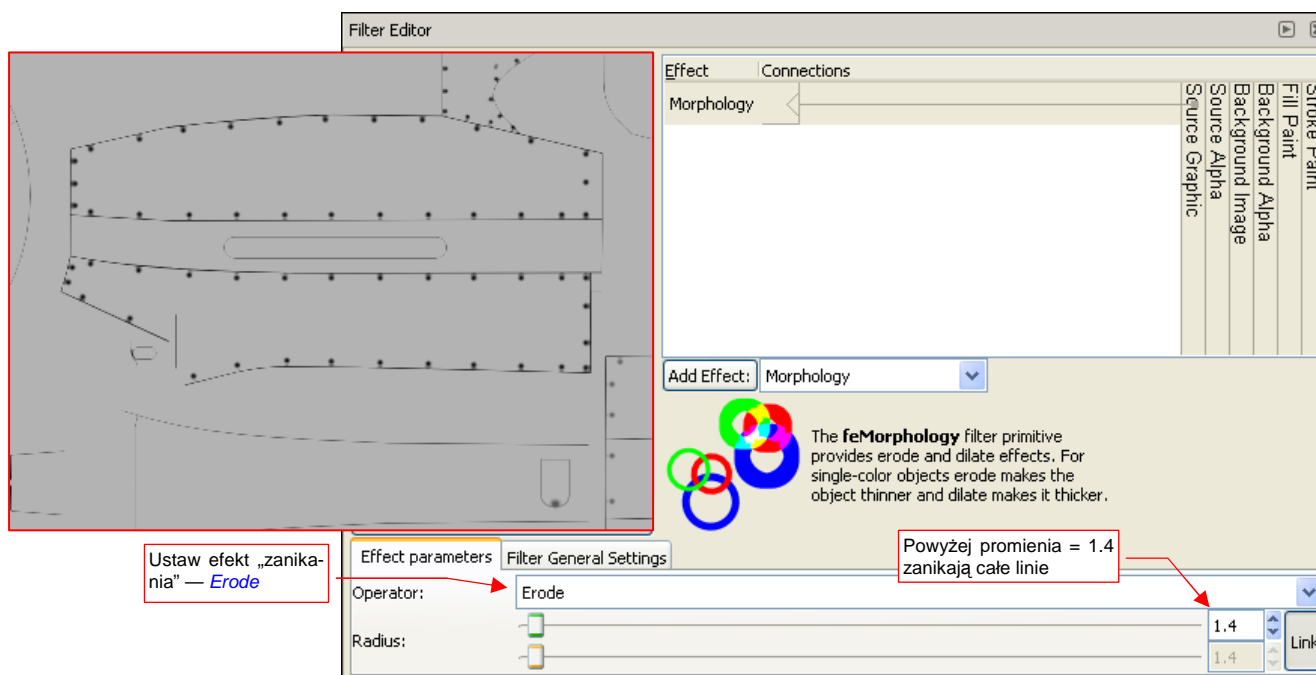 Filter Editor
Effect Connections
Morphology
Source Graphic
Source Alpha
Background Image
Background Alpha
Fill Paint
Stroke Paint
Add Effect: Morphology
The feMorphology filter primitive
provides erode and dilate effects. For
single-color objects erode makes the
object thinner and dilate makes it thicker.
Effect parameters Filter General Settings
Ustaw efekt „zanika-
nia” — Erode
Powyżej promienia = 1.4
zanikają całe linie
Operator: Erode
Radius: 1.4
1.4
Link